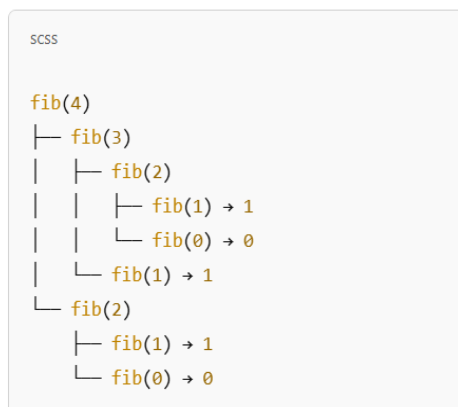 scss
fib(4)
├── fib(3)
│   ├── fib(2)
│   │   ├── fib(1) → 1
│   │   └── fib(0) → 0
│   └── fib(1) → 1
└── fib(2)
    ├── fib(1) → 1
    └── fib(0) → 0